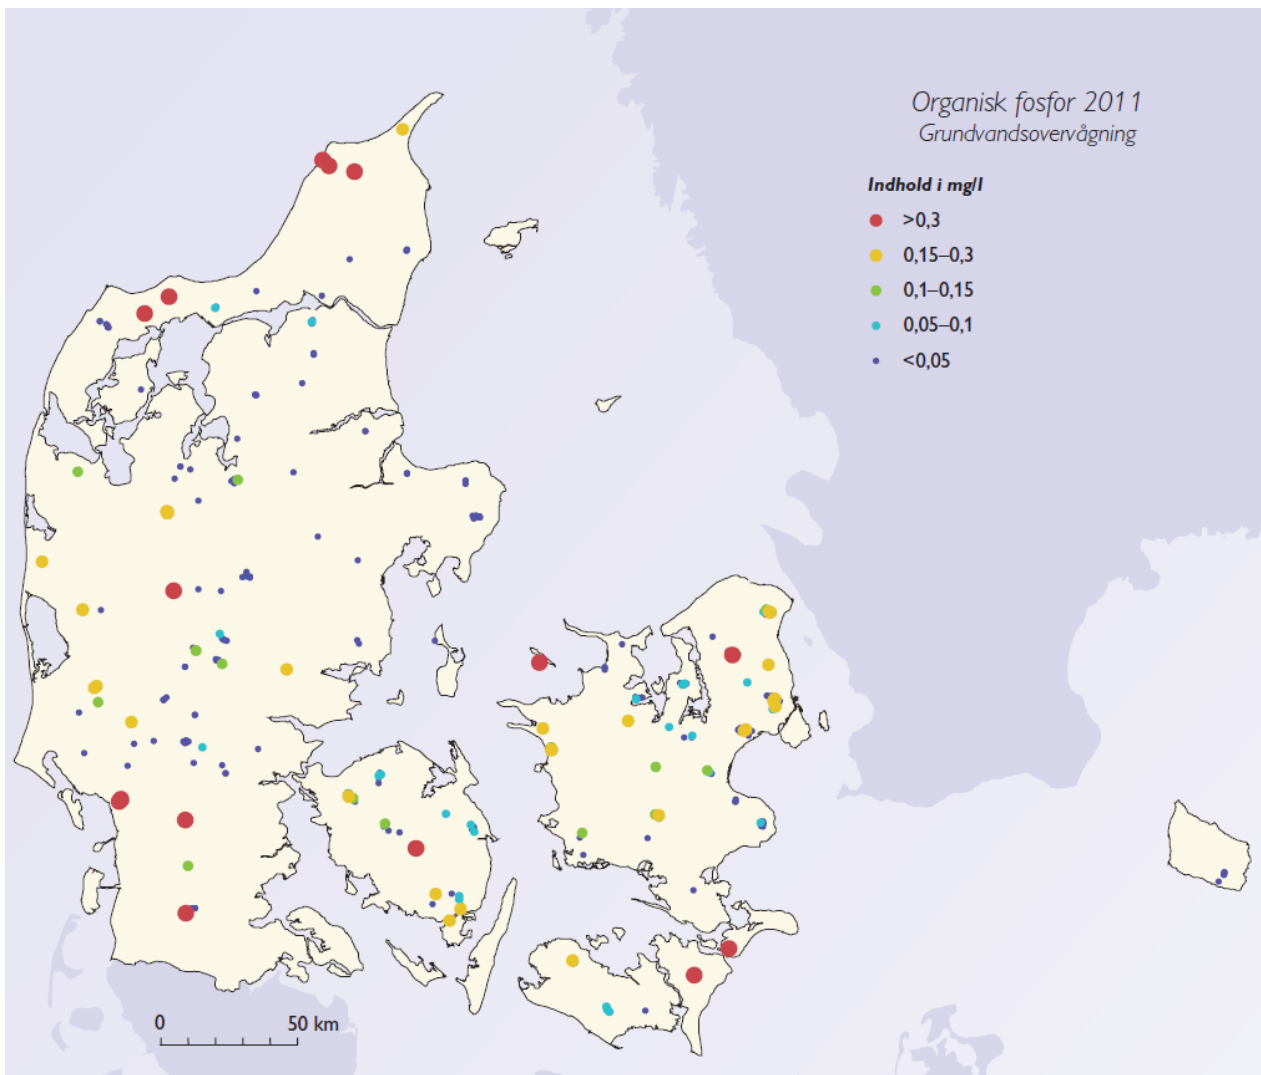 Organisk fosfor 2011
Grundvandsovervågning
Indhold i mg/l
>0,3
0,15–0,3
0,1–0,15
0,05–0,1
<0,05
0 50 km